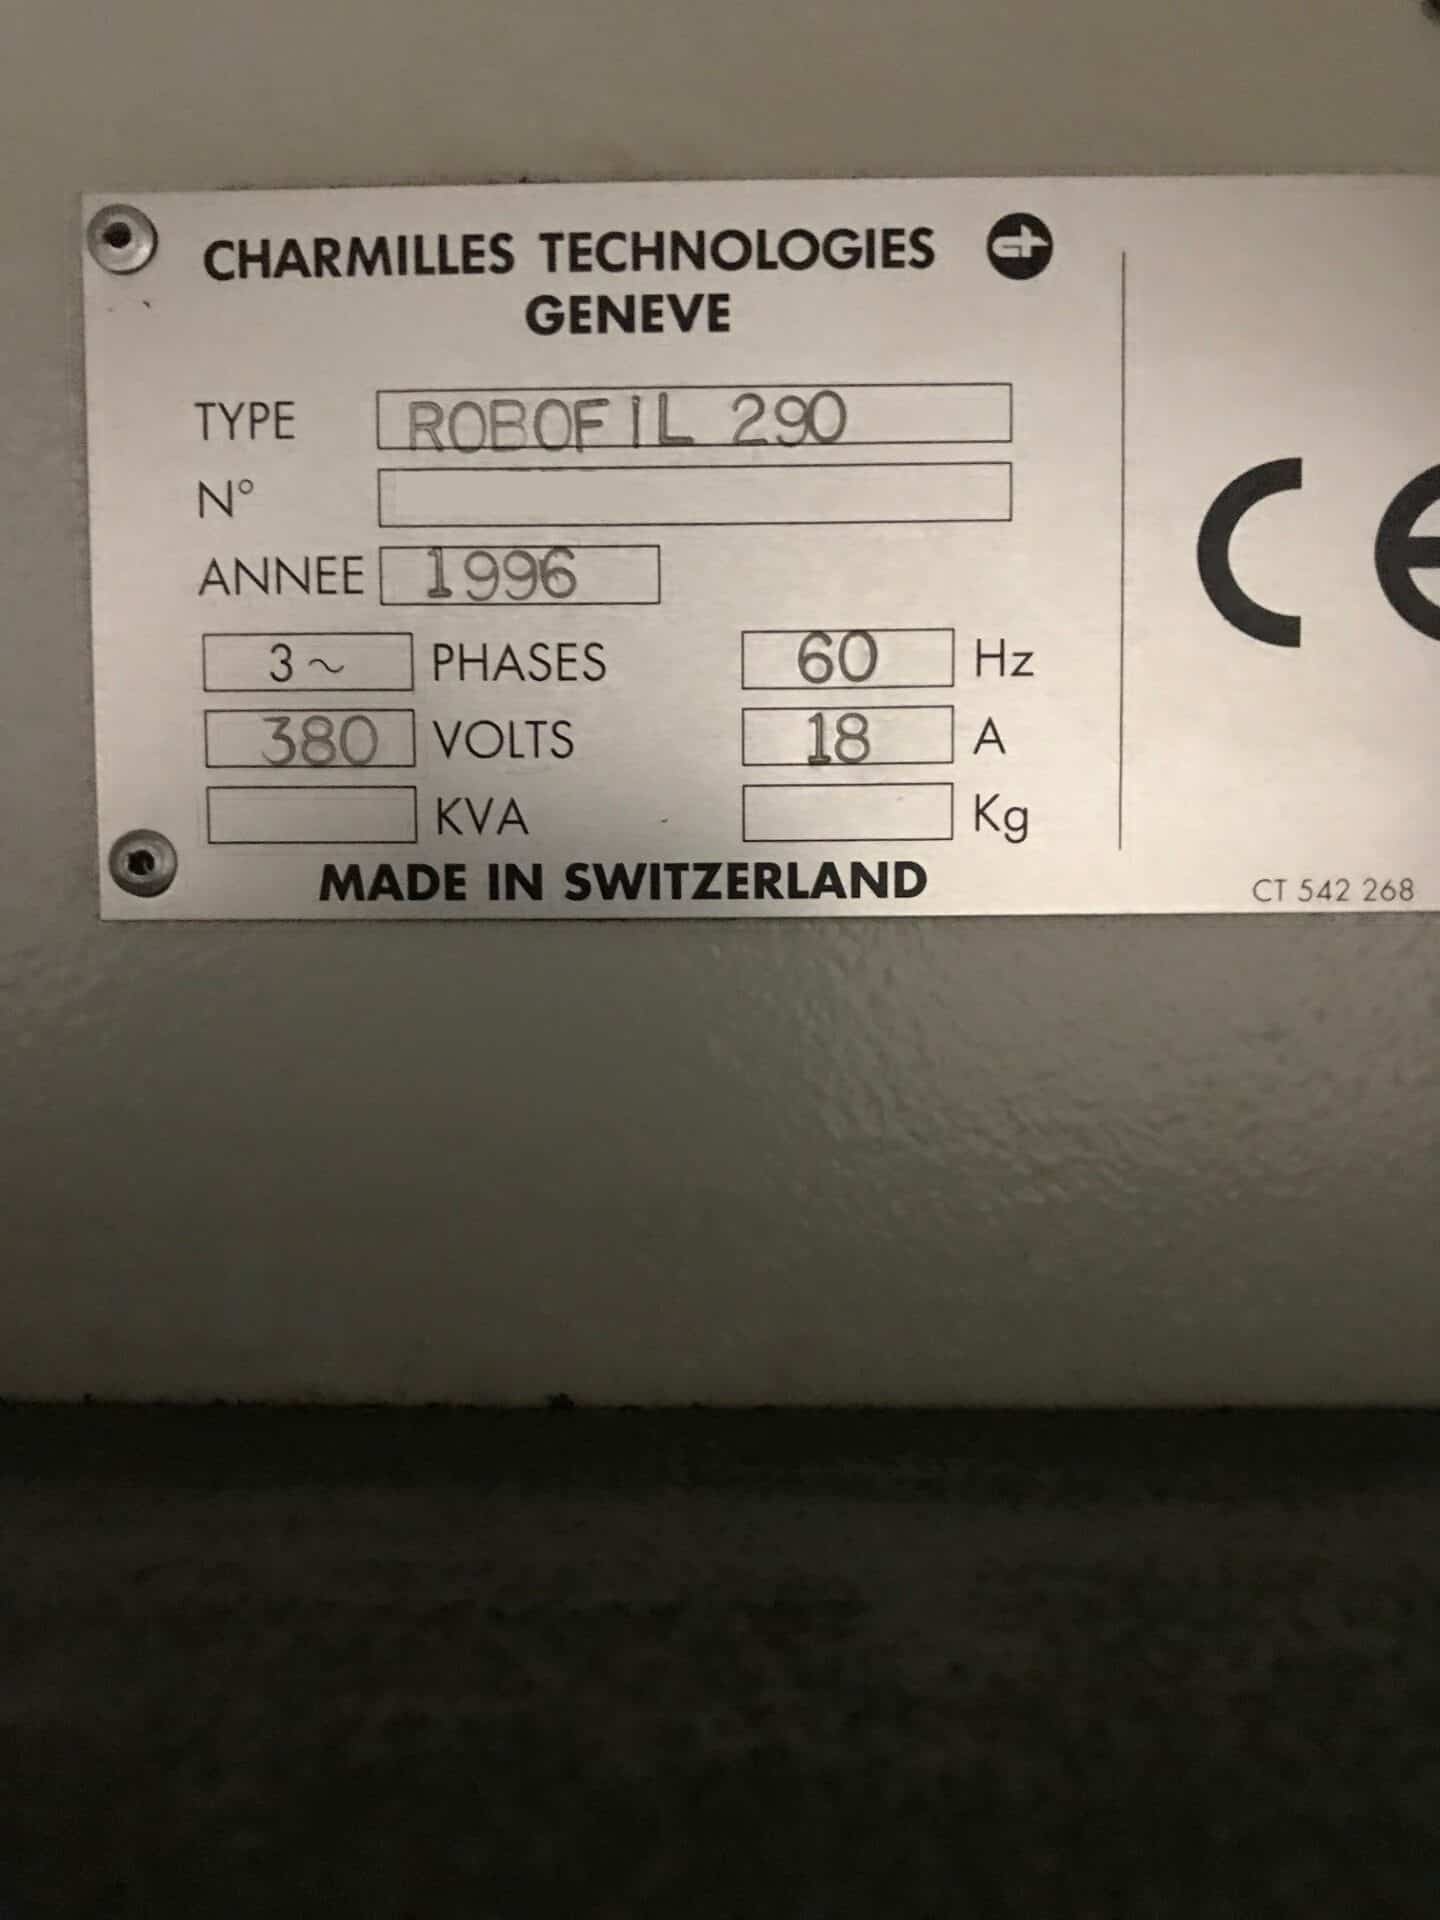 CHARMILLES TECHNOLOGIES
GENEVE
TYPE ROBOFIL 290
N°
ANNEE 1996
3~ PHASES 60 Hz
380 VOLTS 18 A
KVA Kg
MADE IN SWITZERLAND
CE
CT 542 268